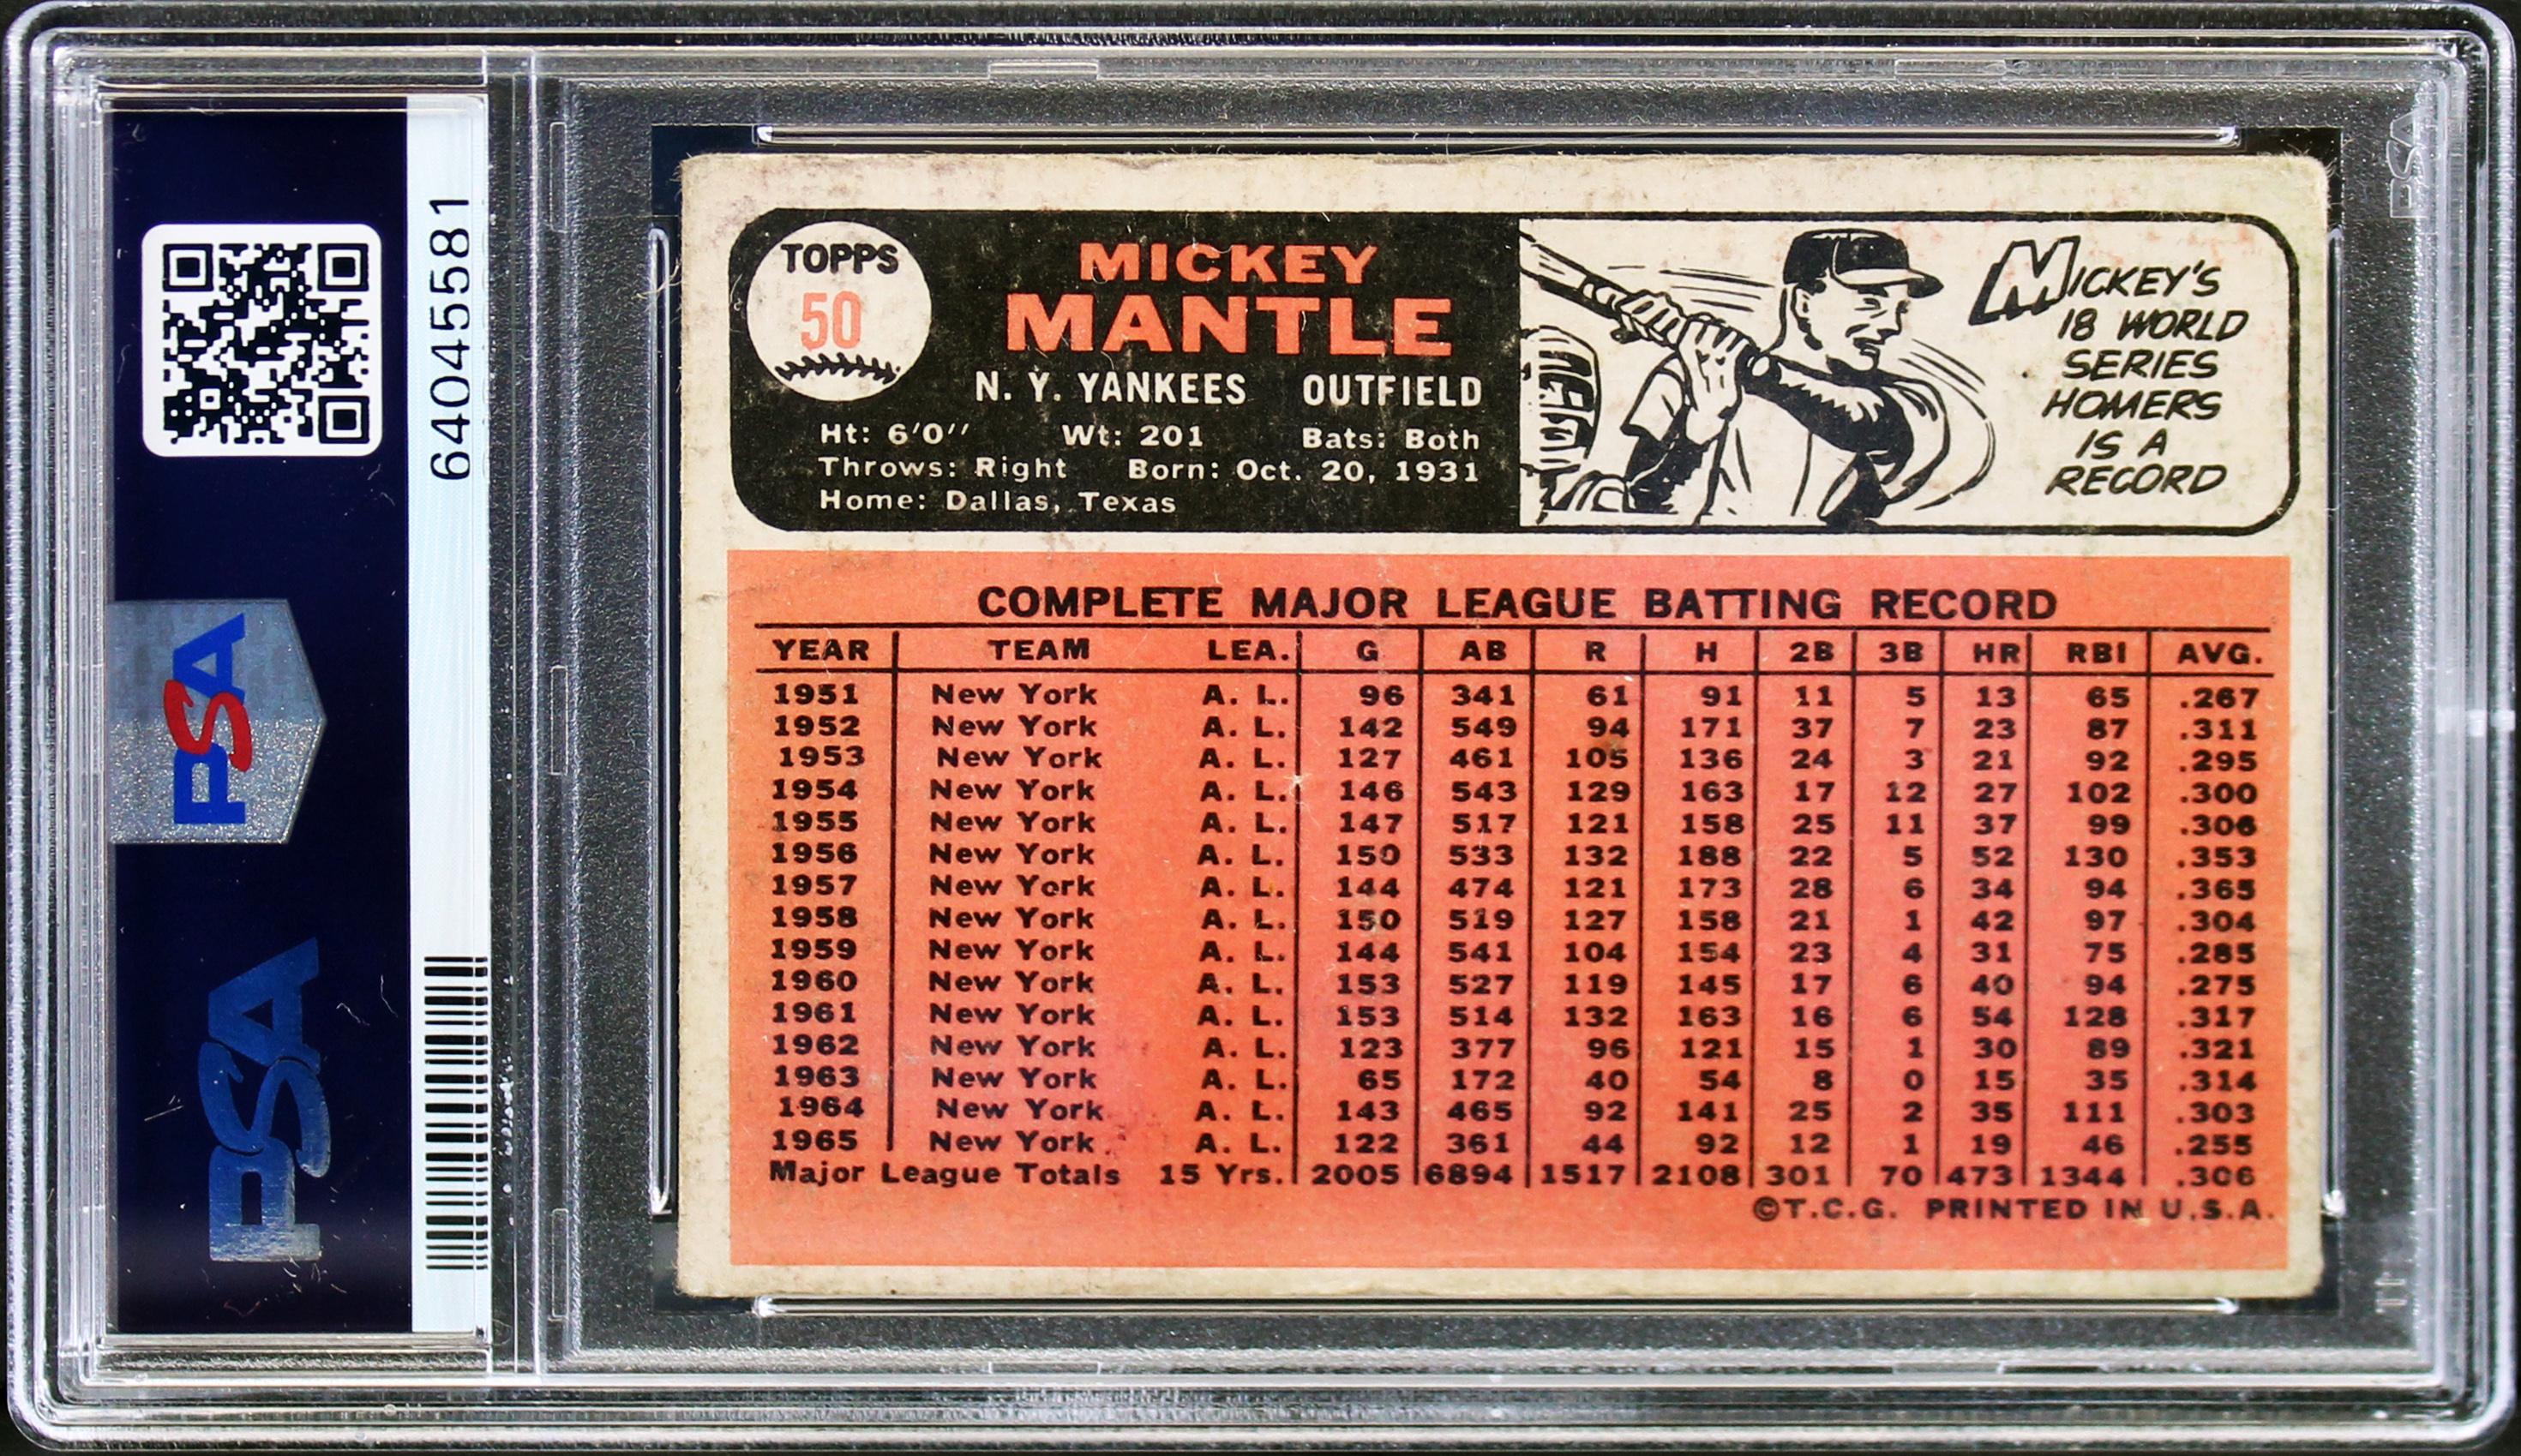 64045581
PSA
PSA
TOPPS
50
MICKEY
MANTLE
N. Y. YANKEES OUTFIELD
Ht: 6'0'' Wt: 201 Bats: Both
Throws: Right Born: Oct. 20, 1931
Home: Dallas, Texas
MICKEY'S
18 WORLD
SERIES
HOMERS
IS A
RECORD
COMPLETE MAJOR LEAGUE BATTING RECORD
YEAR TEAM LEA. G AB R H 2B 3B HR RBI AVG.
1951 New York A. L. 96 341 61 91 11 5 13 65 .267
1952 New York A. L. 142 549 94 171 37 7 23 87 .311
1953 New York A. L. 127 461 105 136 24 3 21 92 .295
1954 New York A. L. 146 543 129 163 17 12 27 102 .300
1955 New York A. L. 147 517 121 158 25 11 37 99 .306
1956 New York A. L. 150 533 132 188 22 5 52 130 .353
1957 New York A. L. 144 474 121 173 28 6 34 94 .365
1958 New York A. L. 150 519 127 158 21 1 42 97 .304
1959 New York A. L. 144 541 104 154 23 4 31 75 .285
1960 New York A. L. 153 527 119 145 17 6 40 94 .275
1961 New York A. L. 153 514 132 163 16 6 54 128 .317
1962 New York A. L. 123 377 96 121 15 1 30 89 .321
1963 New York A. L. 65 172 40 54 8 0 15 35 .314
1964 New York A. L. 143 465 92 141 25 2 35 111 .303
1965 New York A. L. 122 361 44 92 12 1 19 46 .255
Major League Totals 15 Yrs. 2005 6894 1517 2108 301 70 473 1344 .306
©T.C.G. PRINTED IN U.S.A.
PSA